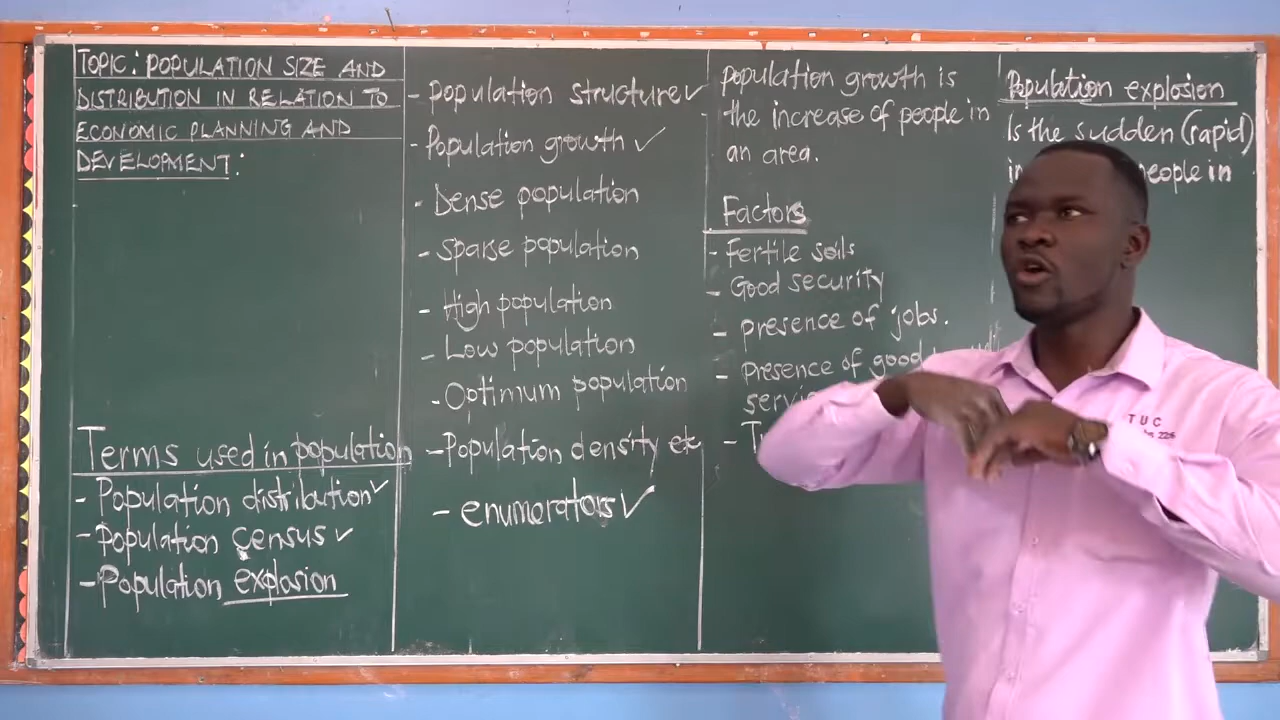 TOPIC: POPULATION SIZE AND
DISTRIBUTION IN RELATION TO
ECONOMIC PLANNING AND
DEVELOPMENT:
Terms used in population
- Population distribution ✓
- Population census ✓
- Population explosion
- Population structure ✓
- Population growth ✓
- Dense population
- Sparse population
- High population
- Low population
- Optimum population
- Population density etc
- enumerators ✓
Population growth is
the increase of people in
an area.
Factors
- Fertile soils
- Good security
- presence of jobs.
- Presence of good
Population explosion
Is the sudden (rapid)
people in
TUC